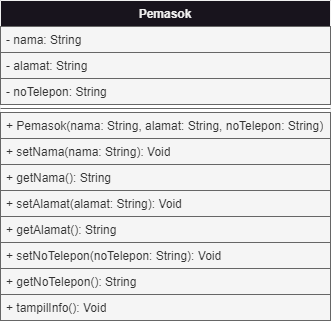 Pemasok
- nama: String
- alamat: String
- noTelepon: String
+ Pemasok(nama: String, alamat: String, noTelepon: String)
+ setNama(nama: String): Void
+ getNama(): String
+ setAlamat(alamat: String): Void
+ getAlamat(): String
+ setNoTelepon(noTelepon: String): Void
+ getNoTelepon(): String
+ tampilInfo(): Void